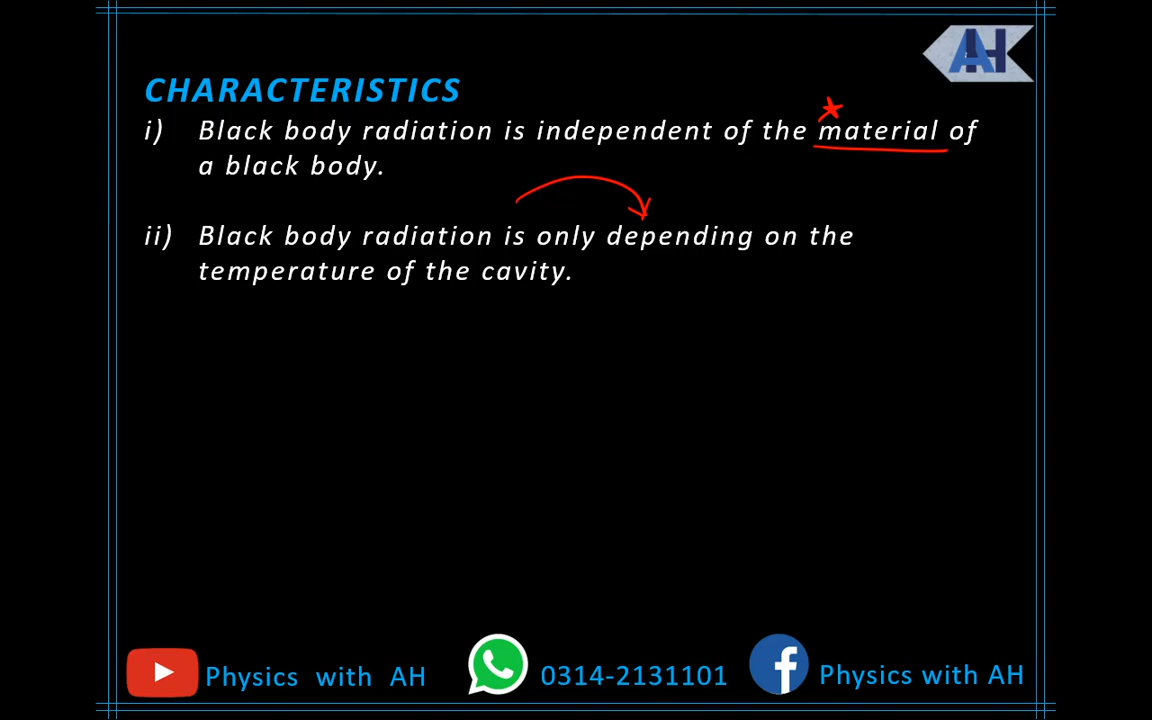 AH
CHARACTERISTICS
i) Black body radiation is independent of the material of
a black body.
ii) Black body radiation is only depending on the
temperature of the cavity.
Physics with AH 0314-2131101 Physics with AH